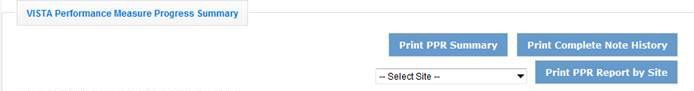 VISTA Performance Measure Progress Summary
Print PPR Summary Print Complete Note History
-- Select Site -- Print PPR Report by Site